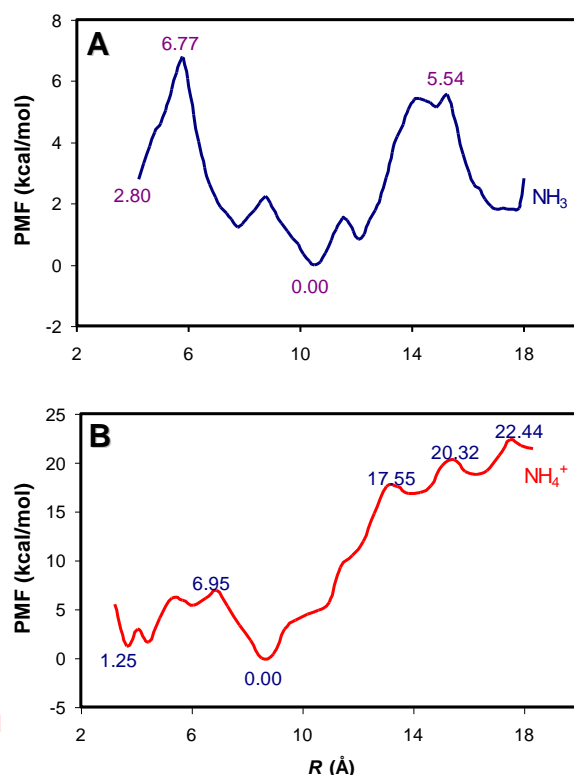 A
8
6
4
2
0
-2
PMF (kcal/mol)
6.77
5.54
2.80
0.00
NH₃
2 6 10 14 18
B
25
20
15
10
5
0
-5
PMF (kcal/mol)
22.44
20.32
17.55
NH₄⁺
6.95
1.25
0.00
2 6 10 14 18
R (Å)